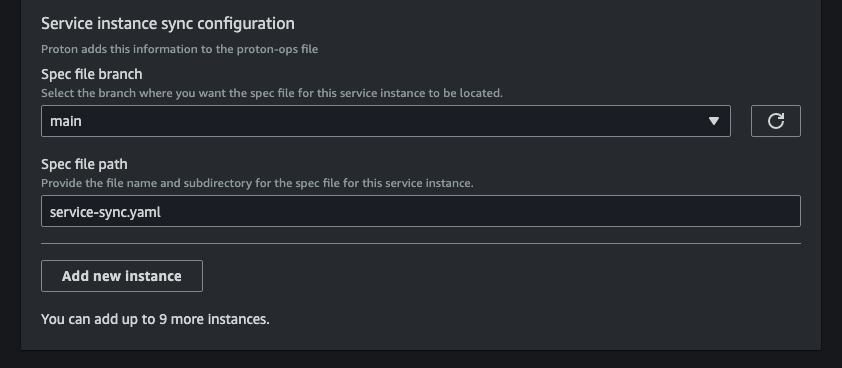 Service instance sync configuration
Proton adds this information to the proton-ops file
Spec file branch
Select the branch where you want the spec file for this service instance to be located.
main
Spec file path
Provide the file name and subdirectory for the spec file for this service instance.
service-sync.yaml
Add new instance
You can add up to 9 more instances.